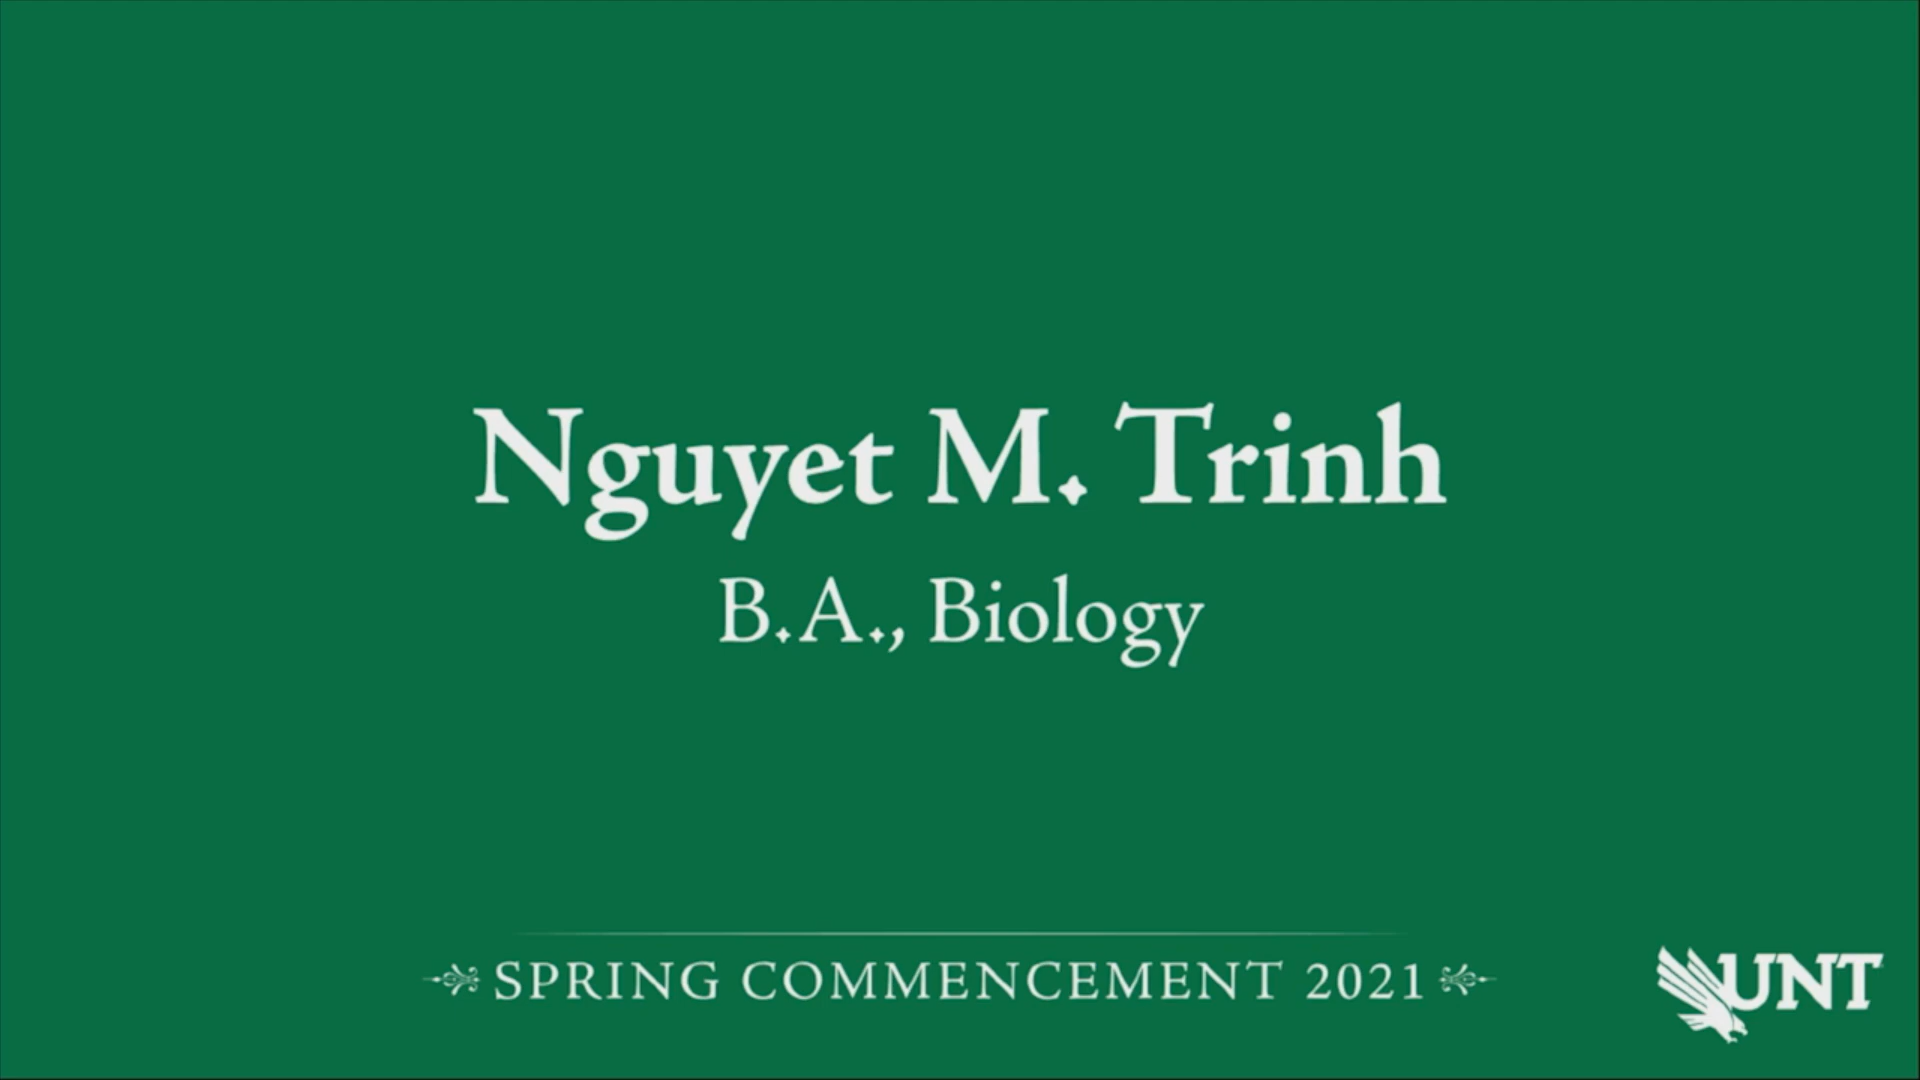 Nguyet M. Trinh
B.A., Biology
SPRING COMMENCEMENT 2021
UNT